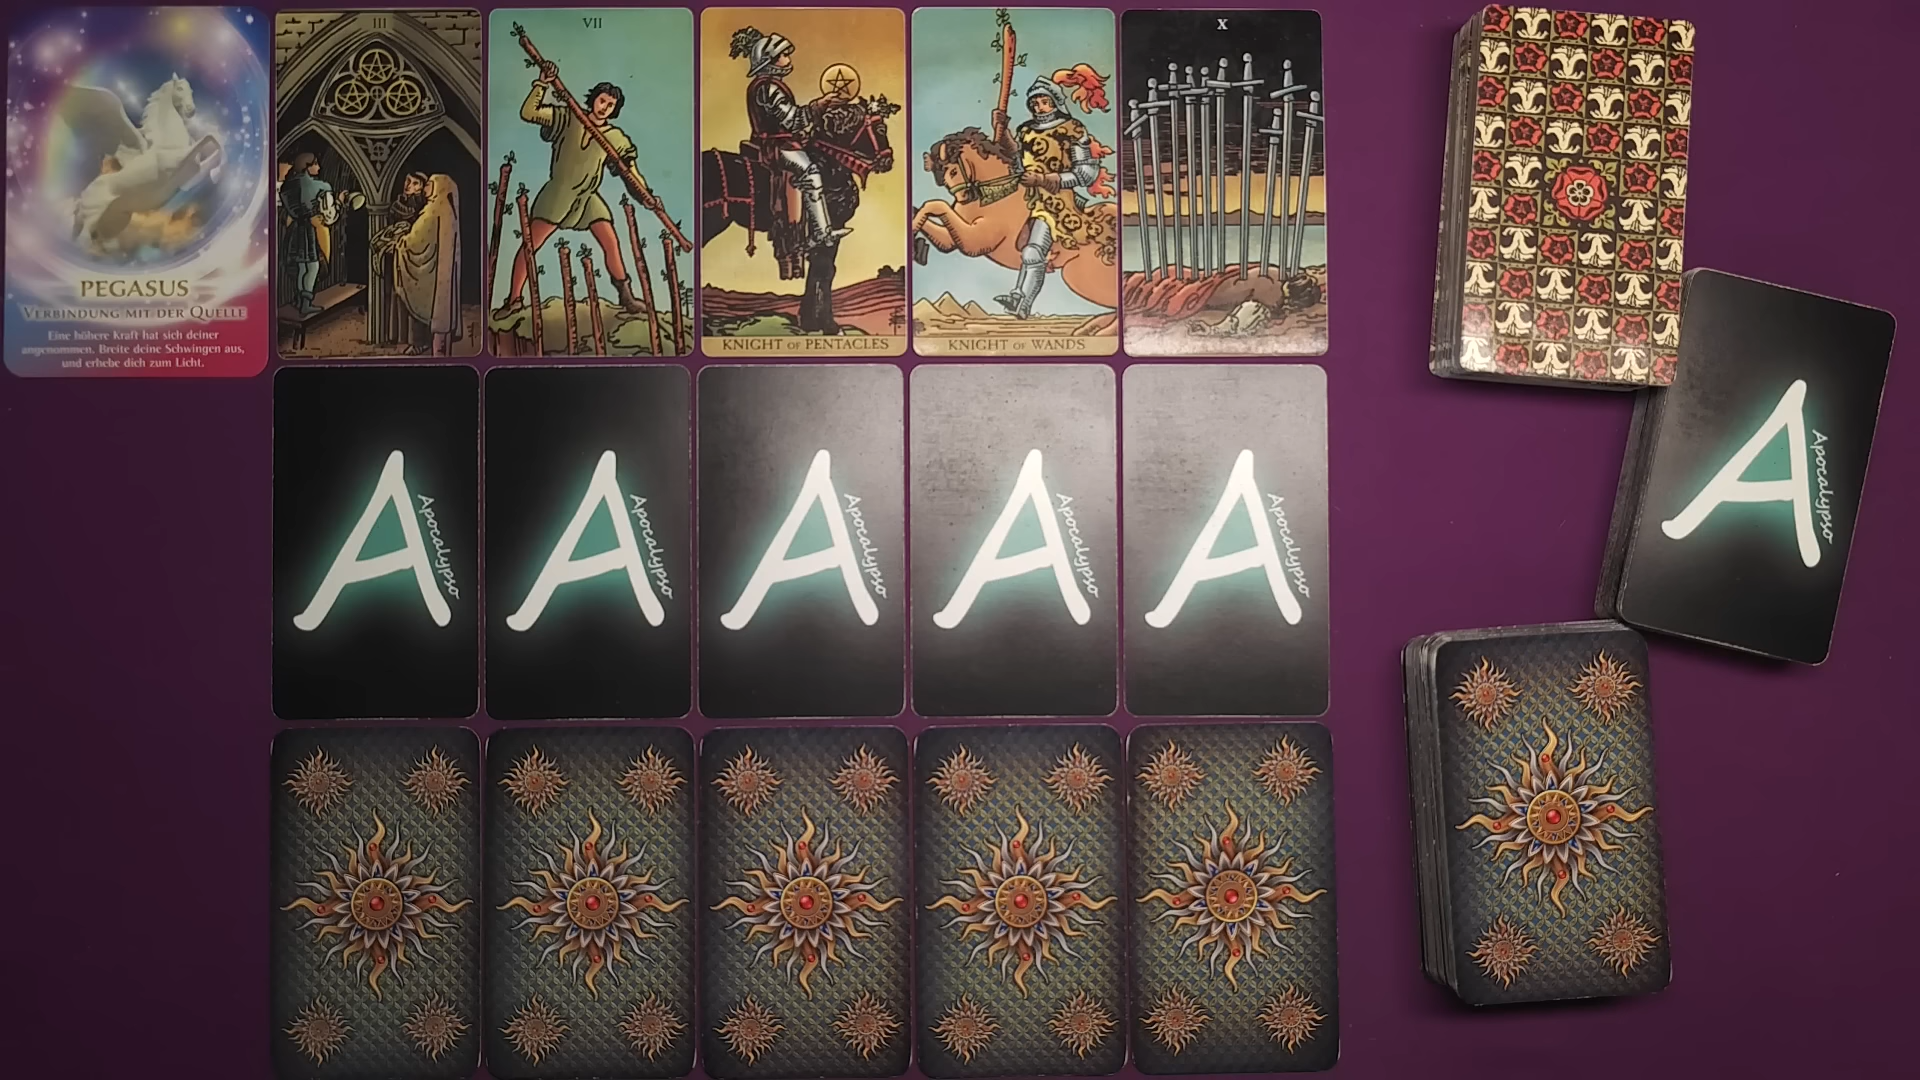 PEGASUS
VERBINDUNG MIT DER QUELLE
Eine höhere Kraft hat sich deiner
angenommen. Breite deine Schwingen aus,
und erhebe dich zum Licht.
III
VII
KNIGHT OF PENTACLES
KNIGHT OF WANDS
X
A
Apocalypso
A
Apocalypso
A
Apocalypso
A
Apocalypso
A
Apocalypso
A
Apocalypso